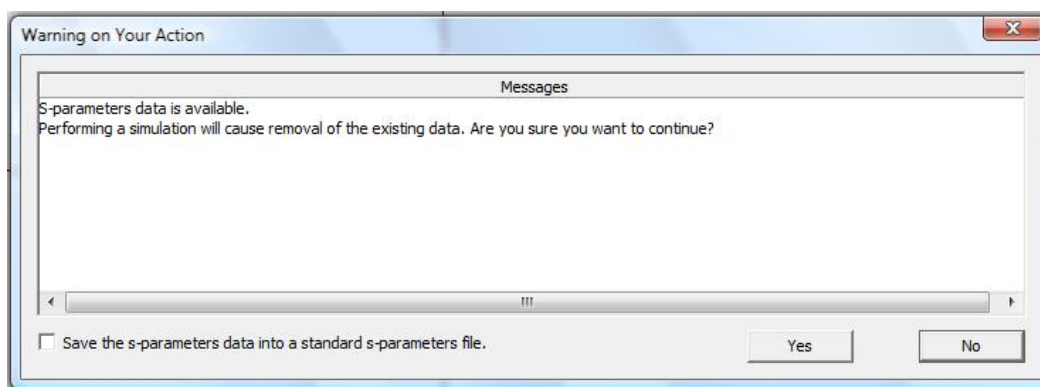 Warning on Your Action
Messages
S-parameters data is available.
Performing a simulation will cause removal of the existing data. Are you sure you want to continue?
Save the s-parameters data into a standard s-parameters file.
Yes
No